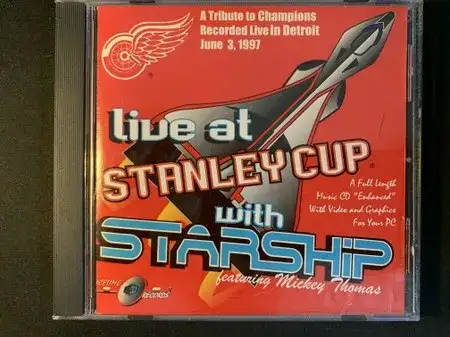 A Tribute to Champions
Recorded Live in Detroit
June 3, 1997
live at
STANLEY CUP
A Full Length
Music CD "Enhanced"
With Video and Graphics
For Your PC
with
STARSHIP
featuring Mickey Thomas
RECORDS